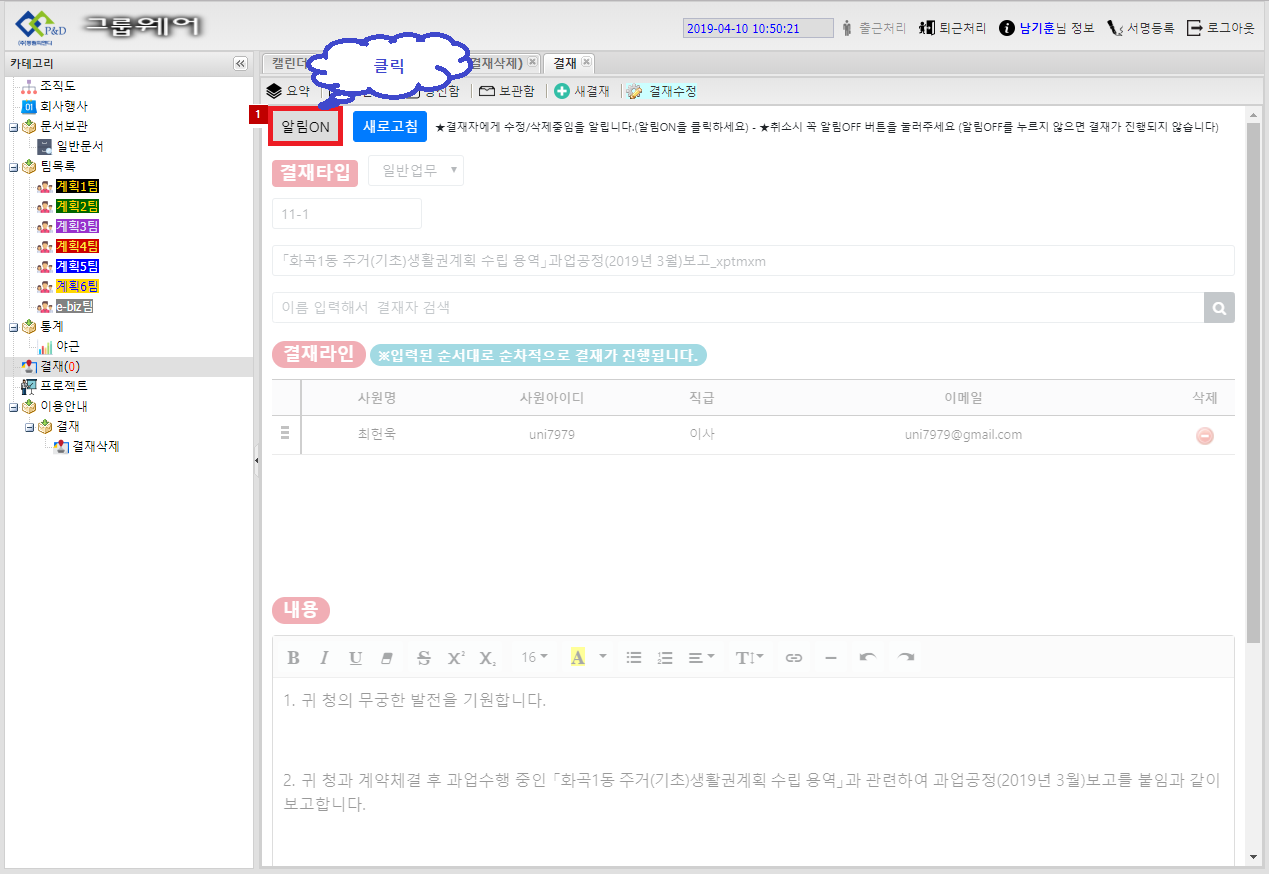 P&D
그룹웨어
2019-04-10 10:50:21
출근처리
퇴근처리
남기훈님 정보
서명등록
로그아웃
카테고리
조직도
회사행사
문서보관
일반문서
팀목록
계획1팀
계획2팀
계획3팀
계획4팀
계획5팀
계획6팀
e-biz팀
통계
야근
결재(0)
프로젝트
이용안내
결재
결재삭제
클릭
결재삭제)
결재
요약
보관함
새결재
결재수정
1
알림ON
새로고침
★결재자에게 수정/삭제중임을 알립니다.(알림ON을 클릭하세요) - ★취소시 꼭 알림OFF 버튼을 눌러주세요 (알림OFF를 누르지 않으면 결재가 진행되지 않습니다)
결재타입
일반업무
11-1
「화곡1동 주거(기초)생활권계획 수립 용역」과업공정(2019년 3월)보고_xptmxm
이름 입력해서 결재자 검색
결재라인
※입력된 순서대로 순차적으로 결재가 진행됩니다.
사원명 사원아이디 직급 이메일 삭제
최헌욱 uni7979 이사 uni7979@gmail.com
내용
B I U S X² X₂ 16 A T
1. 귀 청의 무궁한 발전을 기원합니다.
2. 귀 청과 계약체결 후 과업수행 중인 「화곡1동 주거(기초)생활권계획 수립 용역」과 관련하여 과업공정(2019년 3월)보고를 붙임과 같이
보고합니다.